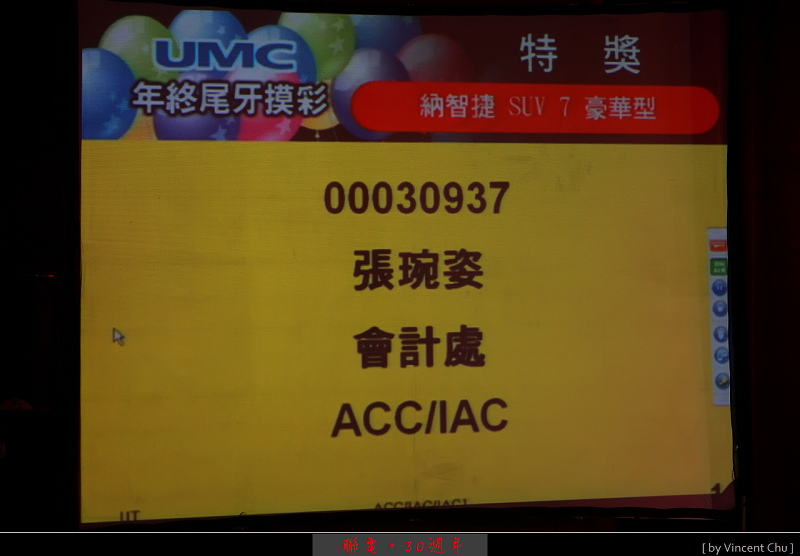 UMC
年終尾牙摸彩
特 獎
納智捷 SUV 7 豪華型
00030937
張琬姿
會計處
ACC/IAC
1
聯電・30週年
[ by Vincent Chu ]